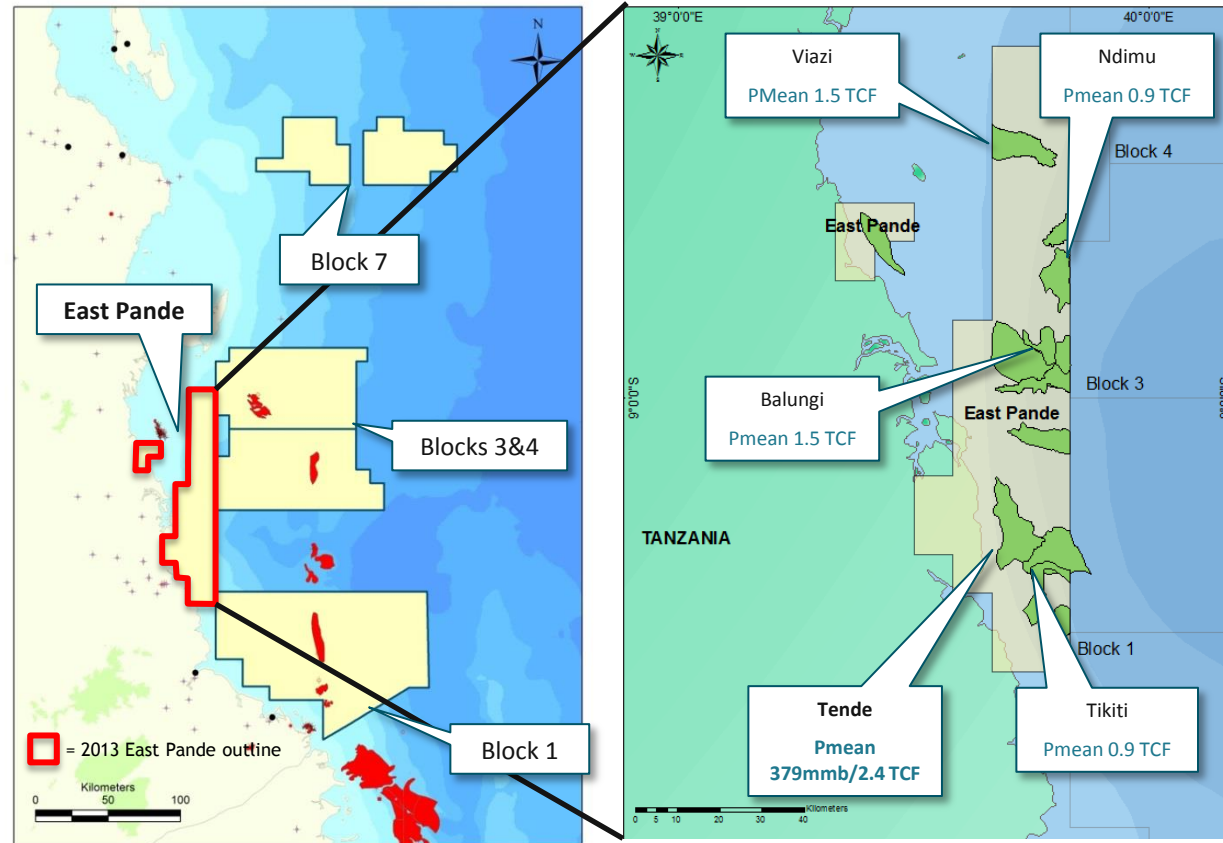 N
Block 7
East Pande
Blocks 3&4
Block 1
= 2013 East Pande outline
Kilometers
0 50 100
39°0'0"E
40°0'0"E
N
Viazi
PMean 1.5 TCF
Ndimu
Pmean 0.9 TCF
Block 4
East Pande
Balungi
Pmean 1.5 TCF
Block 3
East Pande
9°0'0"S
9°0'0"S
TANZANIA
Block 1
Tende
Pmean
379mmb/2.4 TCF
Tikiti
Pmean 0.9 TCF
Kilometers
0 5 10 20 30 40